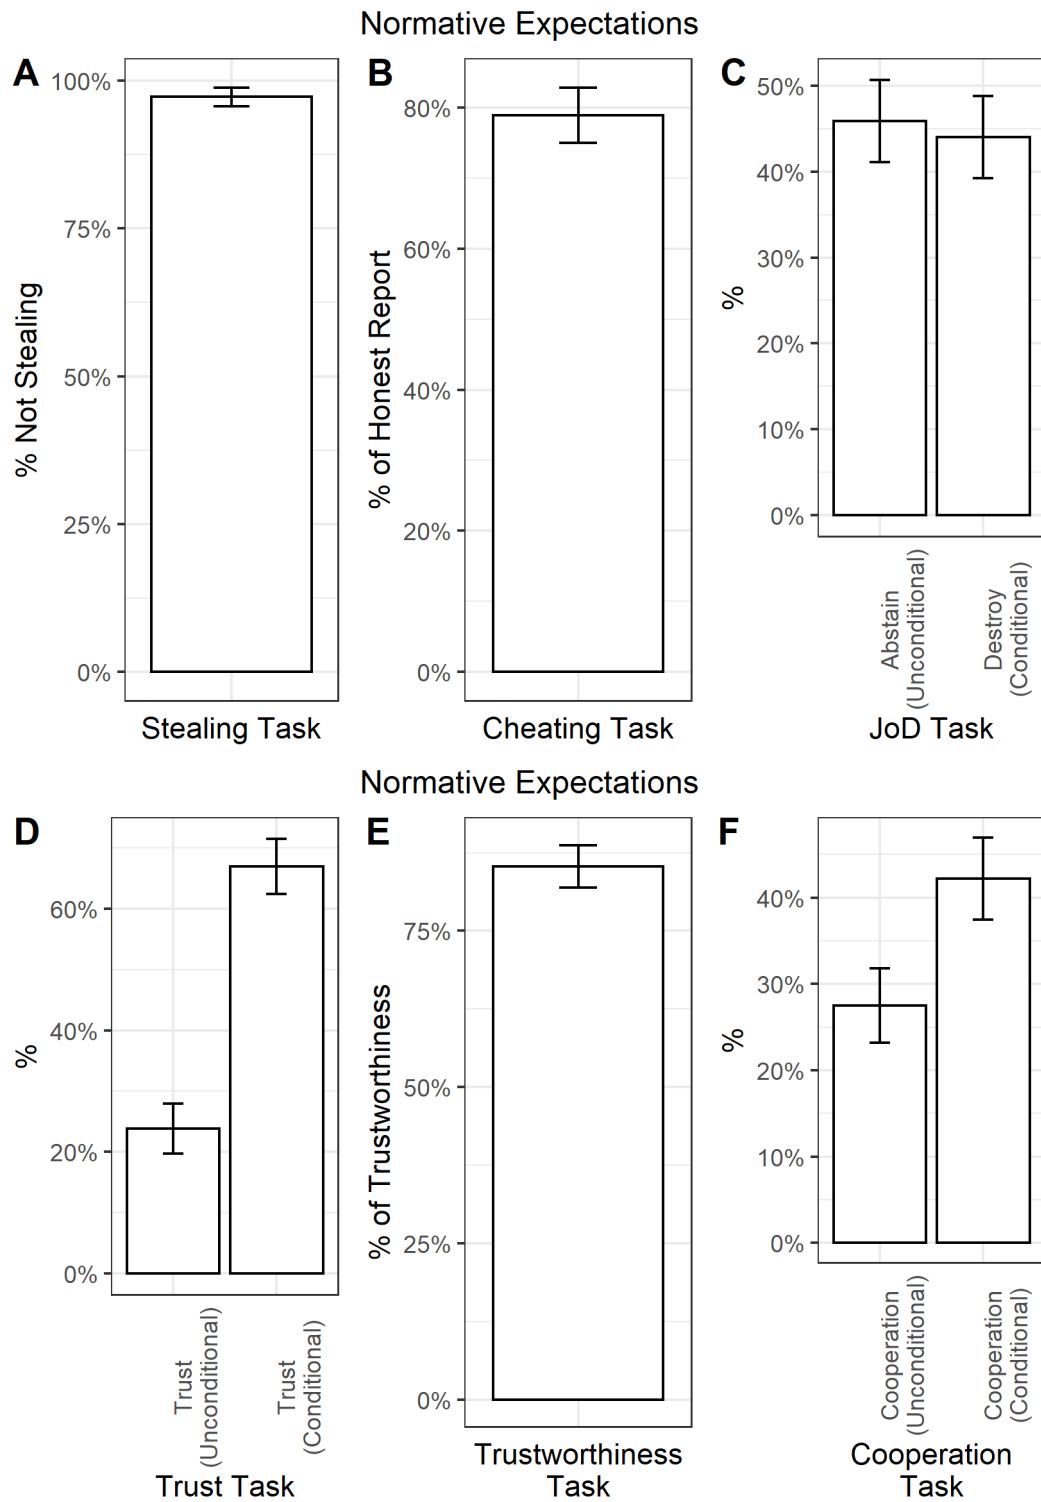 Normative Expectations
A
% Not Stealing
100%
75%
50%
25%
0%
Stealing Task
B
% of Honest Report
80%
60%
40%
20%
0%
Cheating Task
C
%
50%
40%
30%
20%
10%
0%
Abstain
(Unconditional)
Destroy
(Conditional)
JoD Task
Normative Expectations
D
%
60%
40%
20%
0%
Trust
(Unconditional)
Trust
(Conditional)
Trust Task
E
% of Trustworthiness
75%
50%
25%
0%
Trustworthiness
Task
F
%
40%
30%
20%
10%
0%
Cooperation
(Unconditional)
Cooperation
(Conditional)
Cooperation
Task